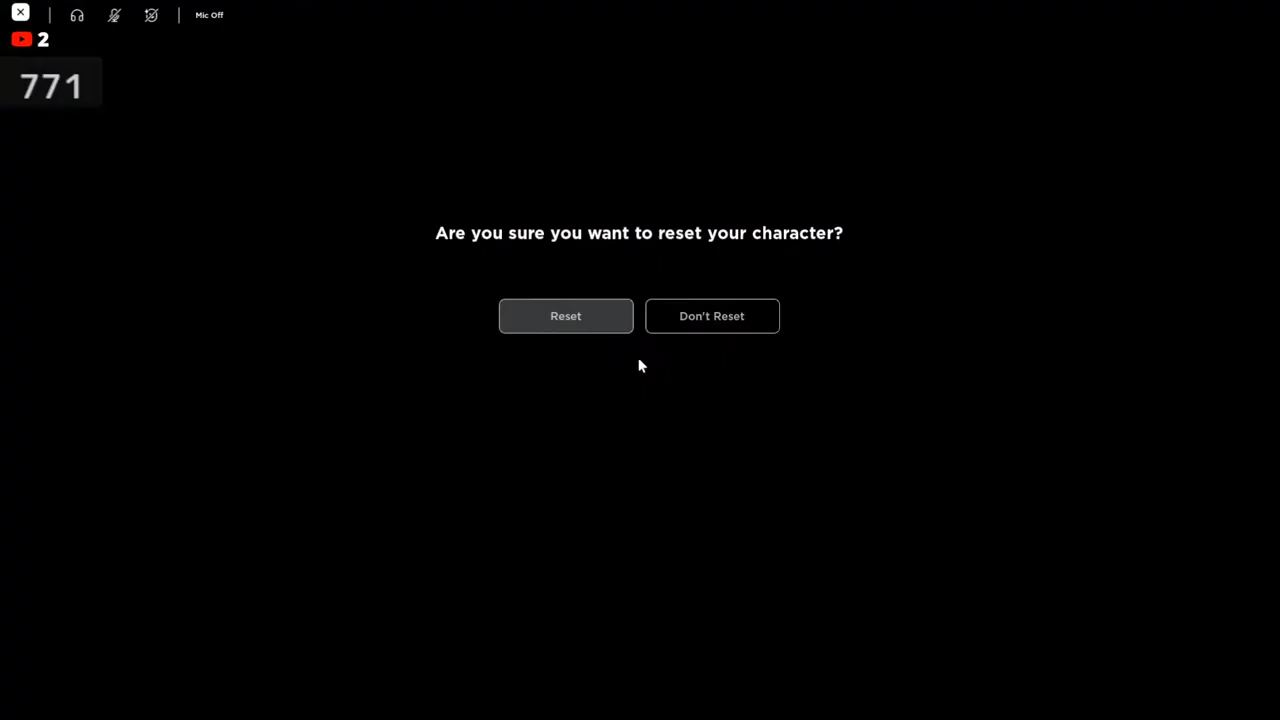 Mic Off
2
771
Are you sure you want to reset your character?
Reset
Don't Reset